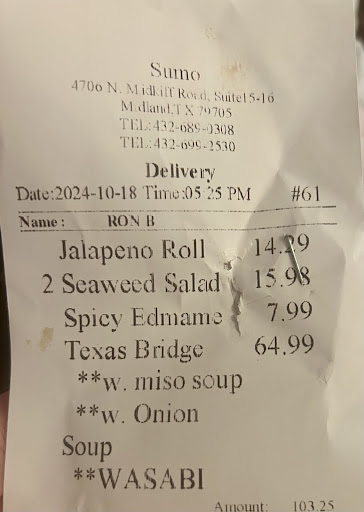 Sumo
4706 N. Midkiff Road, Suite15-16
Midland,TX 79705
TEL:432-689-0308
TEL:432-699-2530
Delivery
Date:2024-10-18 Time:05 25 PM #61
Name: RON B
Jalapeno Roll 14.29
2 Seaweed Salad 15.98
Spicy Edmame 7.99
Texas Bridge 64.99
**w. miso soup
**w. Onion
Soup
**WASABI
Amount: 103.25